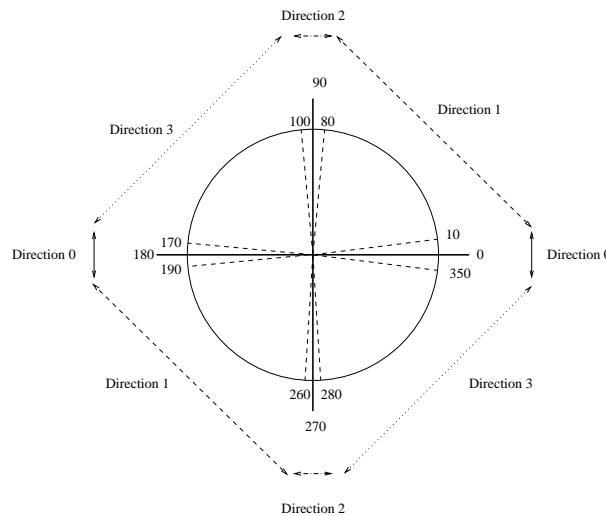 Direction 2
90
100 80
Direction 1
Direction 3
170
10
Direction 0
180
0
Direction 0
190
350
Direction 1
260 280
Direction 3
270
Direction 2